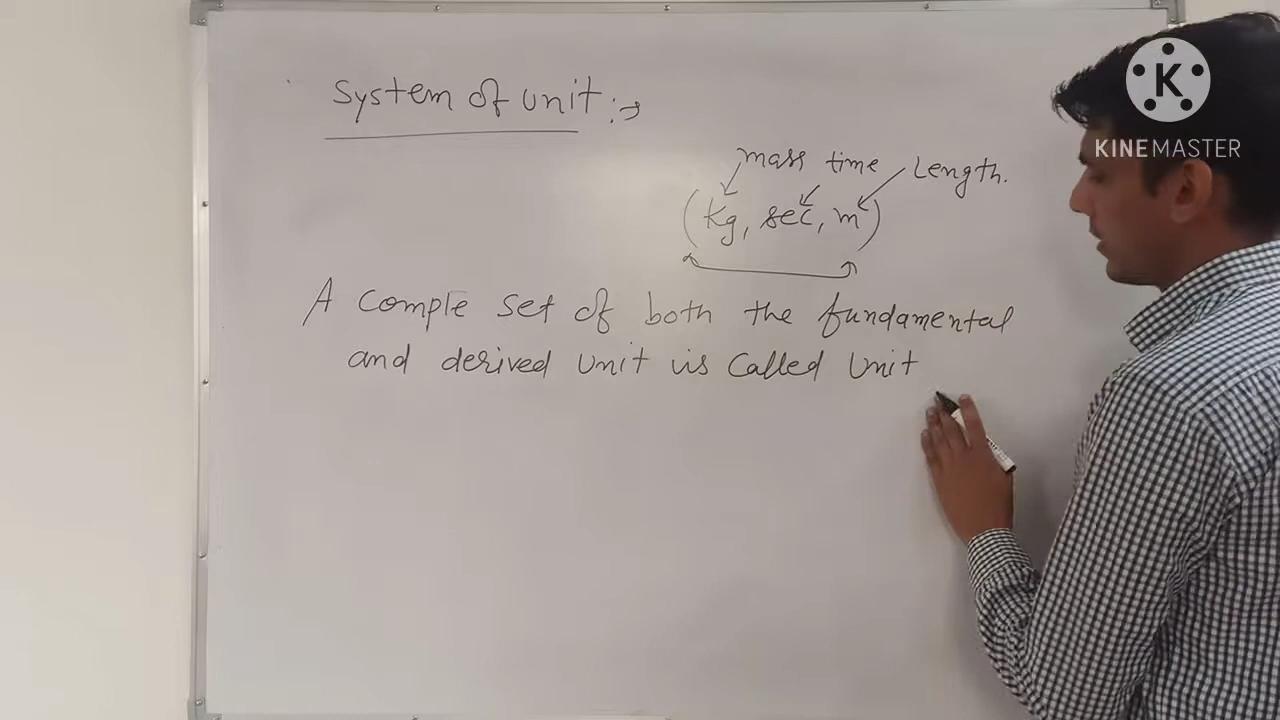 System of unit :→
mass time Length.
(kg, sec, m)
A comple set of both the fundamental
and derived unit is called Unit
K
KINEMASTER